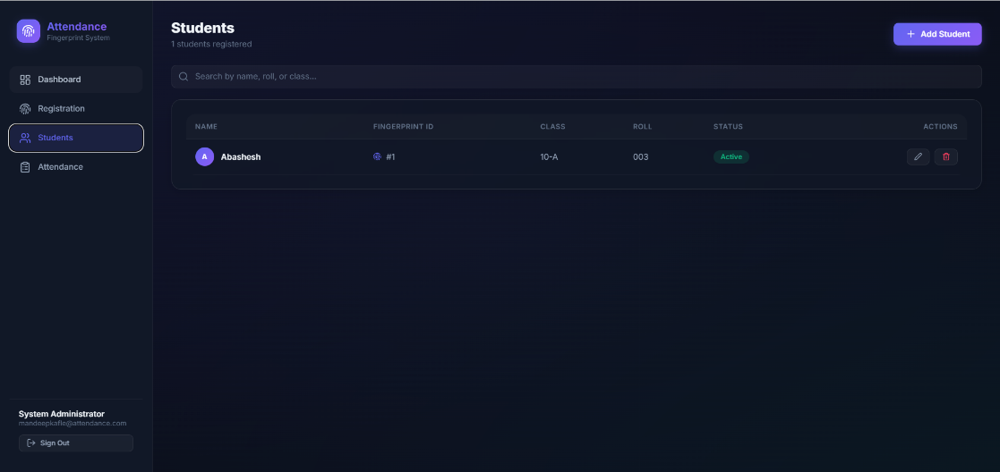 Attendance
Fingerprint System
Dashboard
Registration
Students
Attendance
System Administrator
mandeepkafle@attendance.com
Sign Out
Students
1 students registered
Add Student
Search by name, roll, or class...
NAME FINGERPRINT ID CLASS ROLL STATUS ACTIONS
A Abashesh #1 10-A 003 Active